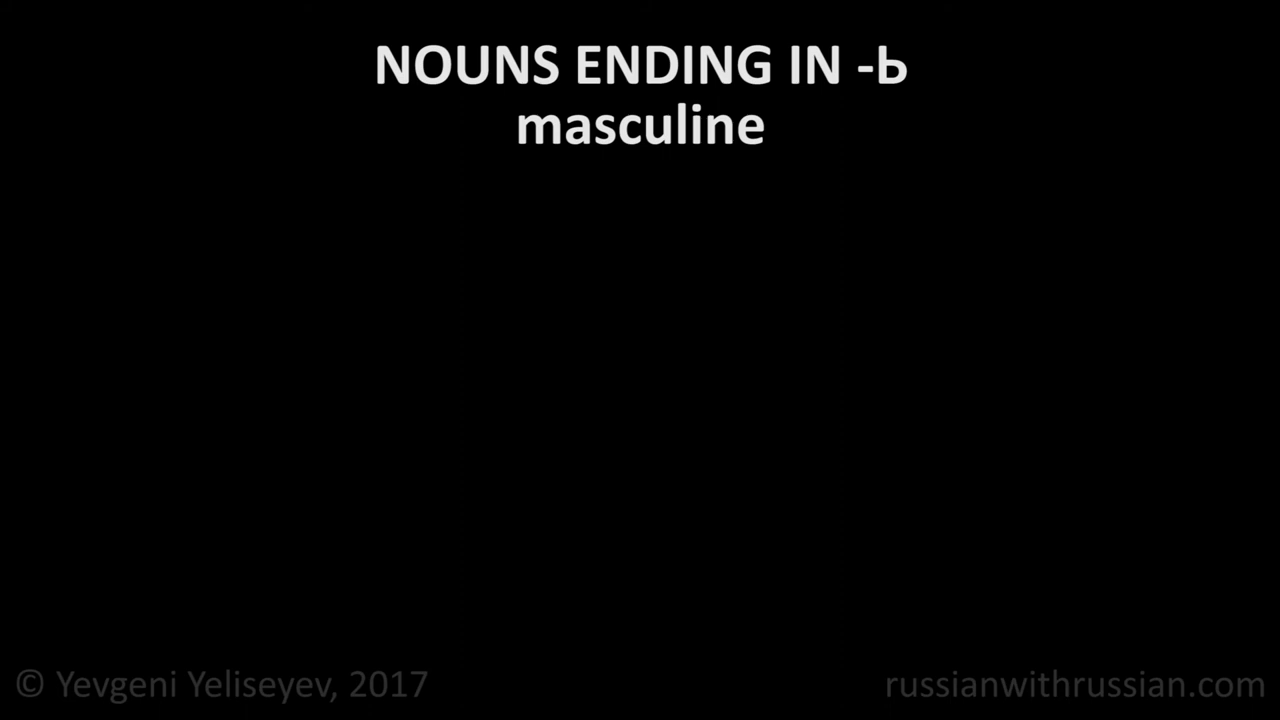 NOUNS ENDING IN -Ь
masculine
© Yevgeni Yeliseyev, 2017
russianwithrussian.com